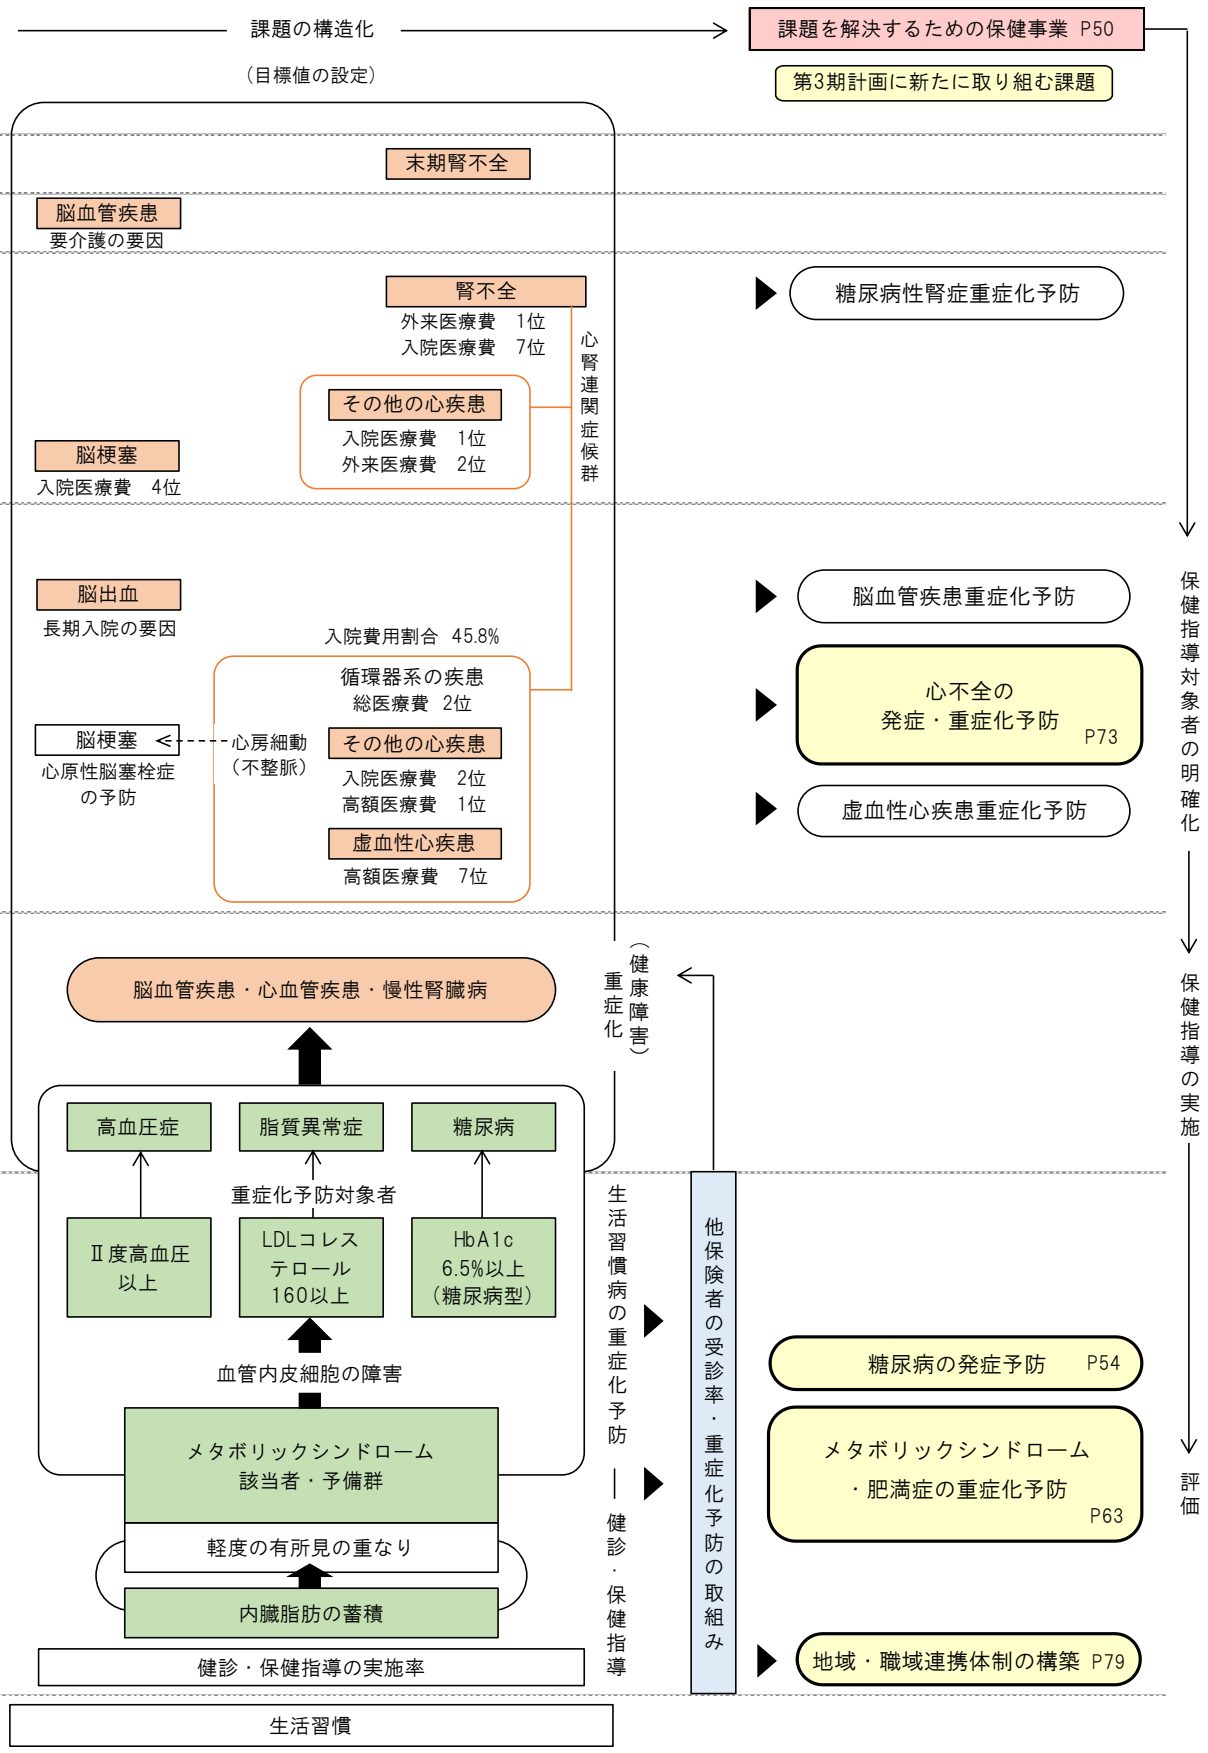 課題の構造化
(目標値の設定)
課題を解決するための保健事業 P50
第3期計画に新たに取り組む課題
末期腎不全
脳血管疾患
要介護の要因
腎不全
外来医療費 1位
入院医療費 7位
心腎連関症候群
その他の心疾患
入院医療費 1位
外来医療費 2位
脳梗塞
入院医療費 4位
糖尿病性腎症重症化予防
脳出血
長期入院の要因
入院費用割合 45.8%
循環器系の疾患
総医療費 2位
脳梗塞
心房細動
(不整脈)
心原性脳塞栓症
の予防
その他の心疾患
入院医療費 2位
高額医療費 1位
虚血性心疾患
高額医療費 7位
脳血管疾患重症化予防
心不全の
発症・重症化予防
P73
虚血性心疾患重症化予防
保健指導対象者の明確化
脳血管疾患・心血管疾患・慢性腎臓病
重症化
(健康障害)
保健指導の実施
高血圧症
脂質異常症
糖尿病
重症化予防対象者
Ⅱ度高血圧
以上
LDLコレス
テロール
160以上
HbA1c
6.5%以上
(糖尿病型)
血管内皮細胞の障害
メタボリックシンドローム
該当者・予備群
軽度の有所見の重なり
内臓脂肪の蓄積
健診・保健指導の実施率
生活習慣
生活習慣病の重症化予防
健診・保健指導
他保険者の受診率・重症化予防の取組み
糖尿病の発症予防 P54
メタボリックシンドローム
・肥満症の重症化予防
P63
地域・職域連携体制の構築 P79
評価